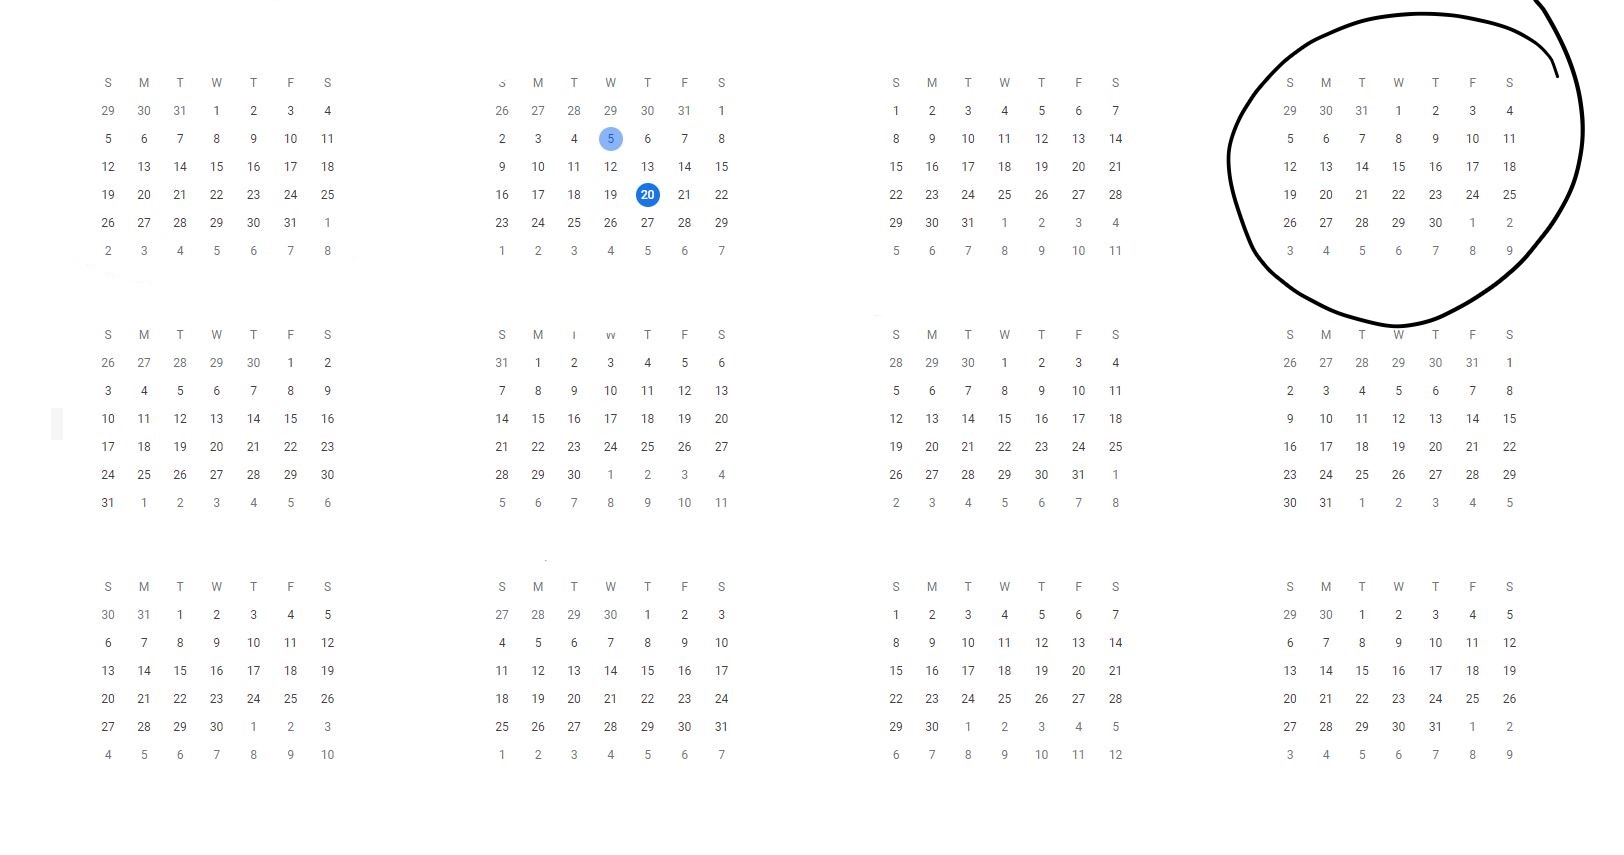 S M T W T F S
29 30 31 1 2 3 4
5 6 7 8 9 10 11
12 13 14 15 16 17 18
19 20 21 22 23 24 25
26 27 28 29 30 31 1
2 3 4 5 6 7 8
S M T W T F S
26 27 28 29 30 31 1
2 3 4 5 6 7 8
9 10 11 12 13 14 15
16 17 18 19 20 21 22
23 24 25 26 27 28 29
1 2 3 4 5 6 7
S M T W T F S
1 2 3 4 5 6 7
8 9 10 11 12 13 14
15 16 17 18 19 20 21
22 23 24 25 26 27 28
29 30 31 1 2 3 4
5 6 7 8 9 10 11
S M T W T F S
29 30 31 1 2 3 4
5 6 7 8 9 10 11
12 13 14 15 16 17 18
19 20 21 22 23 24 25
26 27 28 29 30 1 2
3 4 5 6 7 8 9
S M T W T F S
26 27 28 29 30 1 2
3 4 5 6 7 8 9
10 11 12 13 14 15 16
17 18 19 20 21 22 23
24 25 26 27 28 29 30
31 1 2 3 4 5 6
S M T W T F S
31 1 2 3 4 5 6
7 8 9 10 11 12 13
14 15 16 17 18 19 20
21 22 23 24 25 26 27
28 29 30 1 2 3 4
5 6 7 8 9 10 11
S M T W T F S
28 29 30 1 2 3 4
5 6 7 8 9 10 11
12 13 14 15 16 17 18
19 20 21 22 23 24 25
26 27 28 29 30 31 1
2 3 4 5 6 7 8
S M T W T F S
26 27 28 29 30 31 1
2 3 4 5 6 7 8
9 10 11 12 13 14 15
16 17 18 19 20 21 22
23 24 25 26 27 28 29
30 31 1 2 3 4 5
S M T W T F S
30 31 1 2 3 4 5
6 7 8 9 10 11 12
13 14 15 16 17 18 19
20 21 22 23 24 25 26
27 28 29 30 1 2 3
4 5 6 7 8 9 10
S M T W T F S
27 28 29 30 1 2 3
4 5 6 7 8 9 10
11 12 13 14 15 16 17
18 19 20 21 22 23 24
25 26 27 28 29 30 31
1 2 3 4 5 6 7
S M T W T F S
1 2 3 4 5 6 7
8 9 10 11 12 13 14
15 16 17 18 19 20 21
22 23 24 25 26 27 28
29 30 1 2 3 4 5
6 7 8 9 10 11 12
S M T W T F S
29 30 1 2 3 4 5
6 7 8 9 10 11 12
13 14 15 16 17 18 19
20 21 22 23 24 25 26
27 28 29 30 31 1 2
3 4 5 6 7 8 9